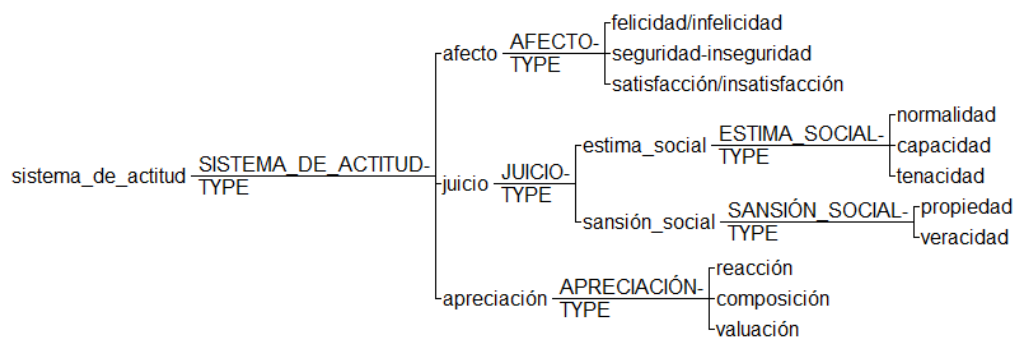 sistema_de_actitud
SISTEMA_DE_ACTITUD-
TYPE
afecto
AFECTO-
TYPE
felicidad/infelicidad
seguridad-inseguridad
satisfacción/insatisfacción
juicio
JUICIO-
TYPE
estima_social
ESTIMA_SOCIAL-
TYPE
normalidad
capacidad
tenacidad
sansión_social
SANSIÓN_SOCIAL-
TYPE
propiedad
veracidad
apreciación
APRECIACIÓN-
TYPE
reacción
composición
valuación